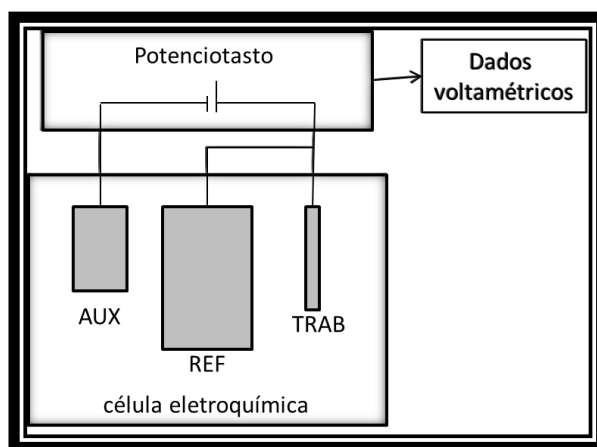 Potenciotasto
Dados
voltamétricos
AUX
REF
TRAB
célula eletroquímica